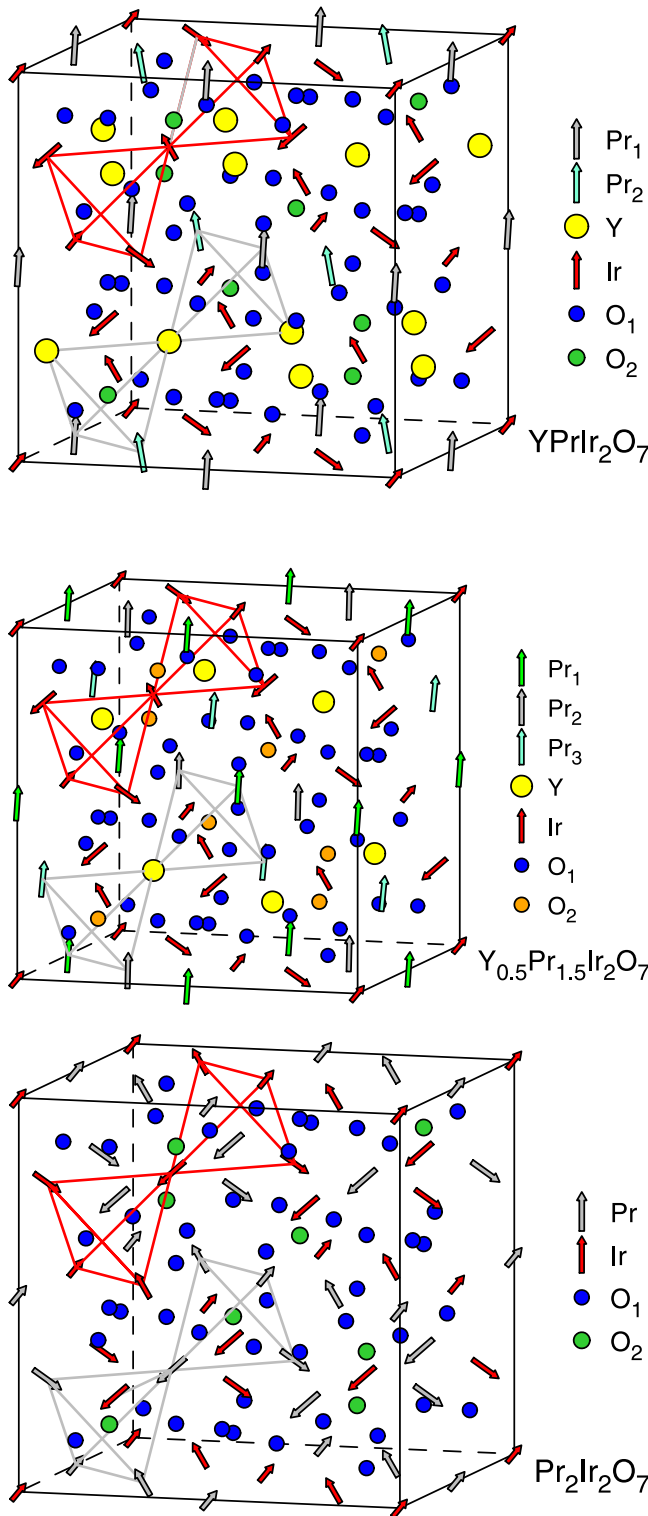 Pr₁
Pr₂
Y
Ir
O₁
O₂
YPrIr₂O₇
Pr₁
Pr₂
Pr₃
Y
Ir
O₁
O₂
Y₀.₅Pr₁.₅Ir₂O₇
Pr
Ir
O₁
O₂
Pr₂Ir₂O₇